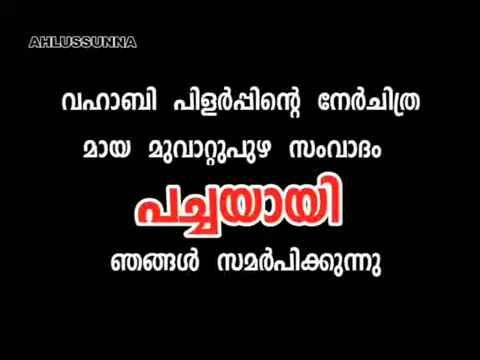 AHLUSSUNNA
വഹാബി പിളർപ്പിന്റെ നേർചിത്ര
മായ മുവാറ്റുപുഴ സംവാദം
പച്ചയായി
ഞങ്ങൾ സമർപിക്കുന്നു